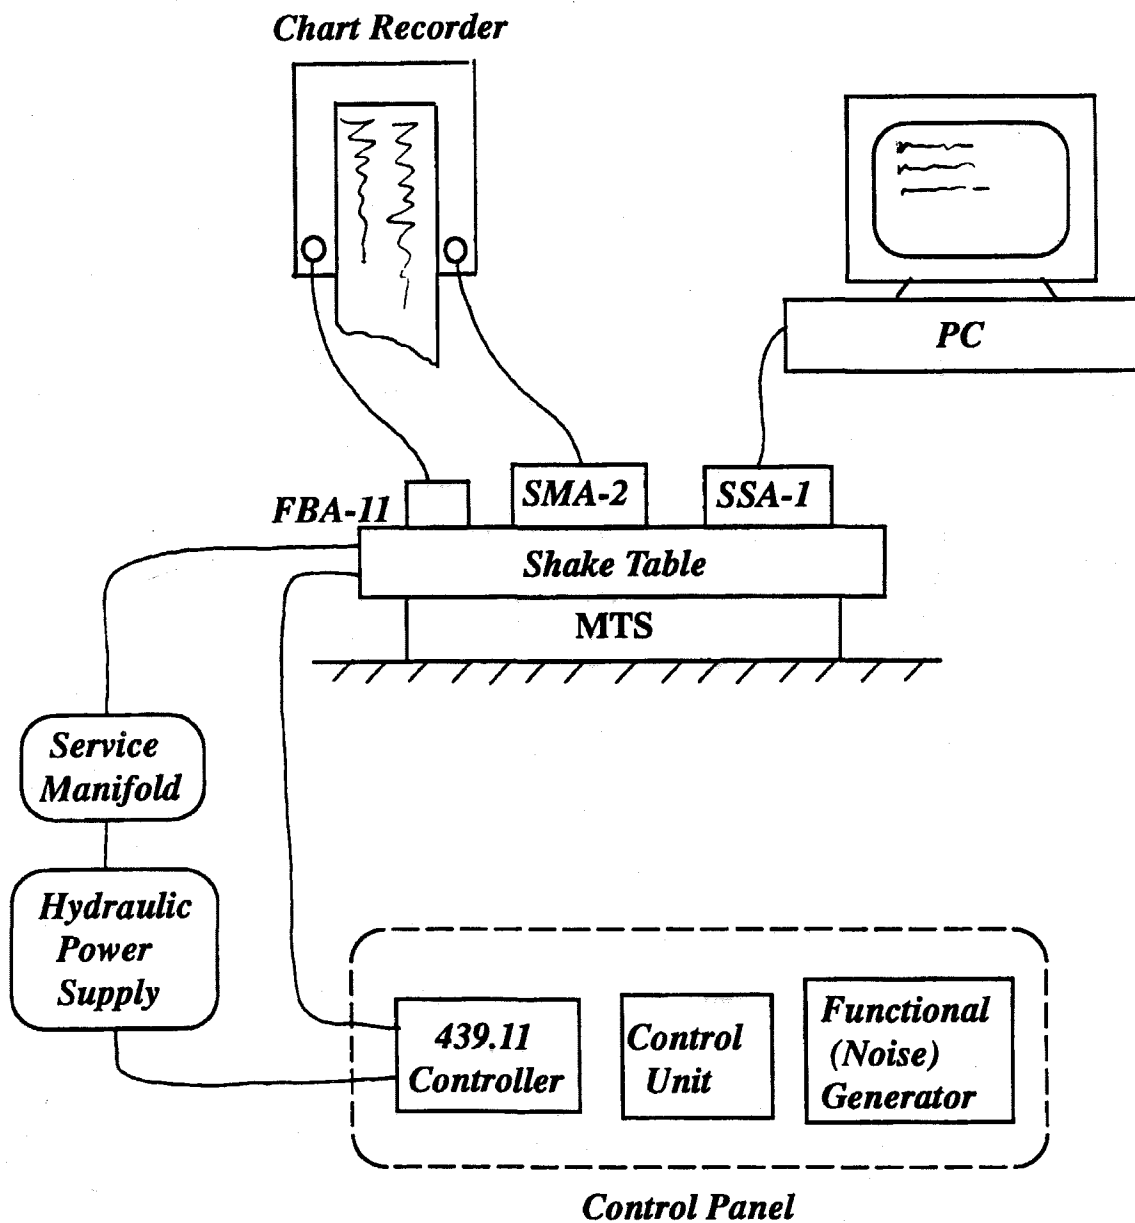 Chart Recorder
PC
FBA-11
SMA-2
SSA-1
Shake Table
MTS
Service
Manifold
Hydraulic
Power
Supply
439.11
Controller
Control
Unit
Functional
(Noise)
Generator
Control Panel